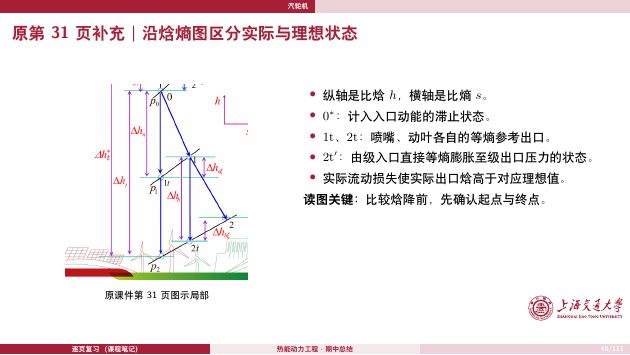 汽轮机
原第 31 页补充｜沿焓熵图区分实际与理想状态
纵轴是比焓 h，横轴是比熵 s。
0*：计入入口动能的滞止状态。
1t、2t：喷嘴、动叶各自的等熵参考出口。
2t′：由级入口直接等熵膨胀至级出口压力的状态。
实际流动损失使实际出口焓高于对应理想值。
读图关键：比较焓降前，先确认起点与终点。
p0
0
2
h
Δhn
Δht*
Δht
p1
1t
Δhb
Δhnξ
2
Δhbξ
2t
p2
原课件第 31 页图示局部
上海交通大学
SHANGHAI JIAO TONG UNIVERSITY
逐页复习（课程笔记）
热能动力工程·期中总结
48/111